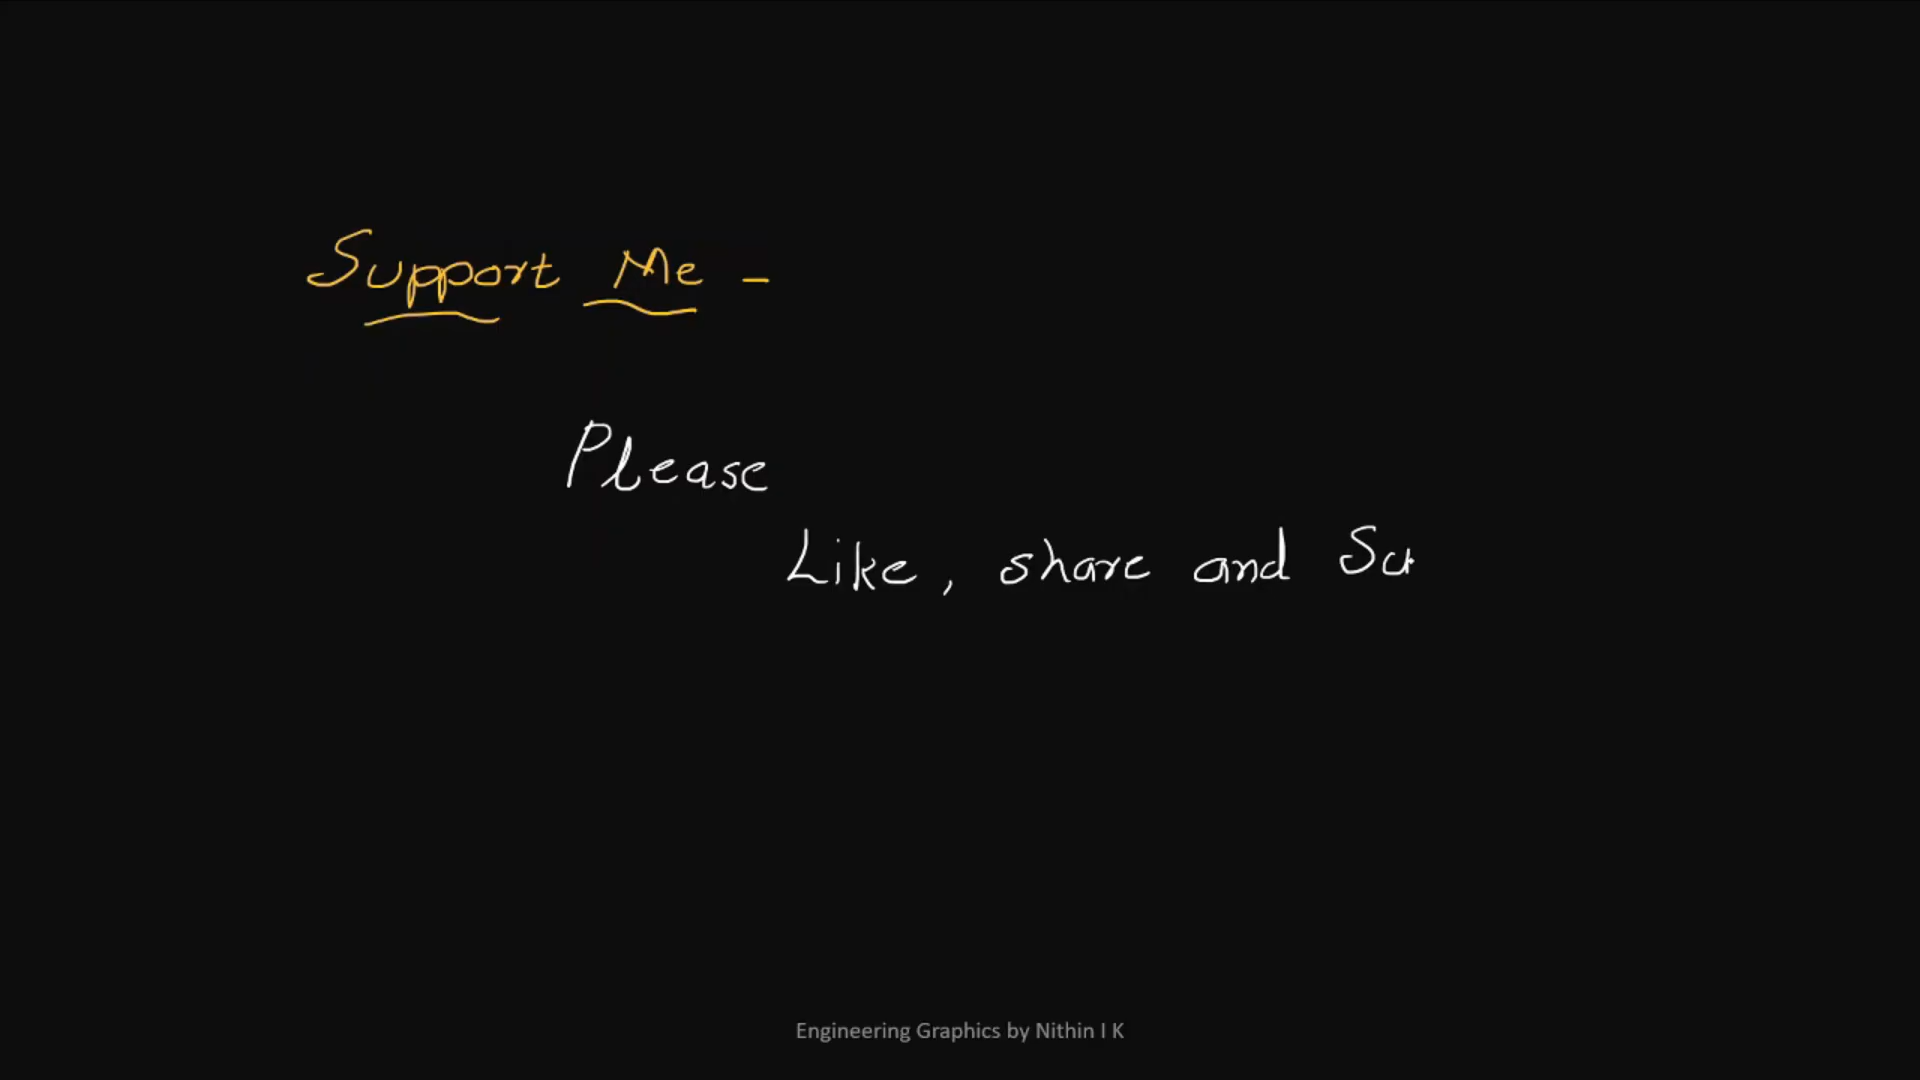 Support Me -
Please
Like, share and Su
Engineering Graphics by Nithin I K